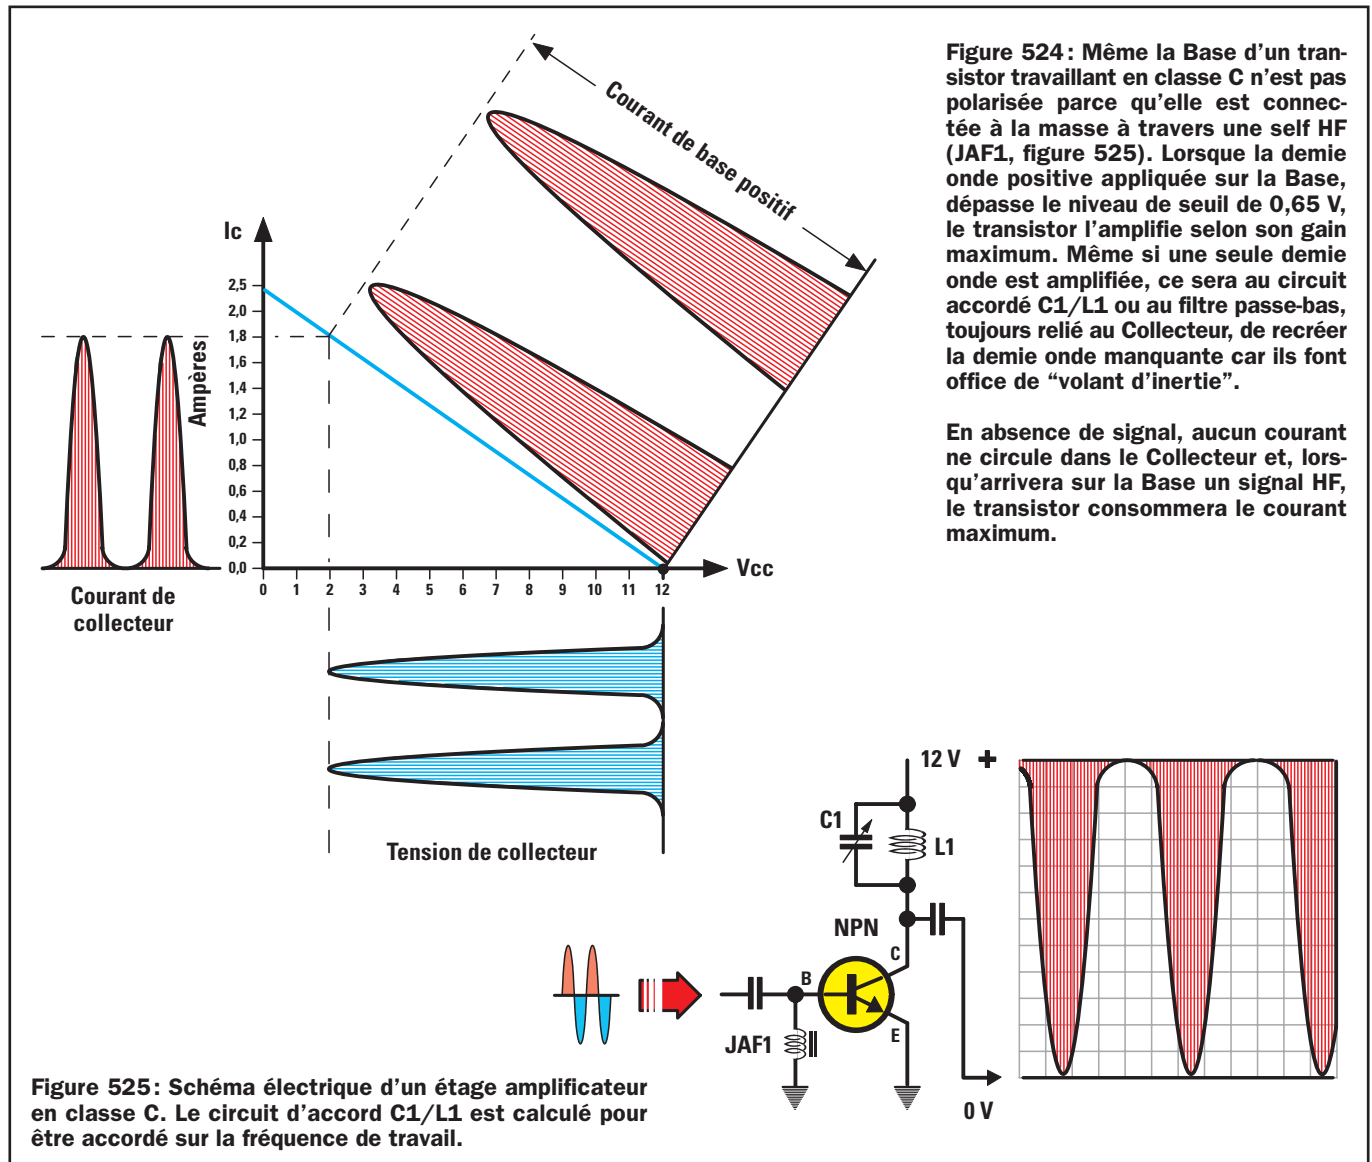 Figure 524 : Même la Base d’un tran-
sistor travaillant en classe C n’est pas
polarisée parce qu’elle est connec-
tée à la masse à travers une self HF
(JAF1, figure 525). Lorsque la demie
onde positive appliquée sur la Base,
dépasse le niveau de seuil de 0,65 V,
le transistor l’amplifie selon son gain
maximum. Même si une seule demie
onde est amplifiée, ce sera au circuit
accordé C1/L1 ou au filtre passe-bas,
toujours relié au Collecteur, de recréer
la demie onde manquante car ils font
office de “volant d’inertie”.
En absence de signal, aucun courant
ne circule dans le Collecteur et, lors-
qu’arrivera sur la Base un signal HF,
le transistor consommera le courant
maximum.
Courant de base positif
Ic
Ampères
2,5
2,0
1,8
1,6
1,4
1,2
1,0
0,8
0,6
0,4
0,2
0,0
0 1 2 3 4 5 6 7 8 9 10 11 12
Vcc
Courant de
collecteur
Tension de collecteur
12 V +
C1
L1
NPN
C
B
E
JAF1
0 V
Figure 525 : Schéma électrique d’un étage amplificateur
en classe C. Le circuit d’accord C1/L1 est calculé pour
être accordé sur la fréquence de travail.